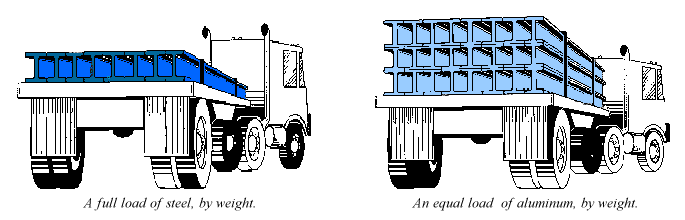 A full load of steel, by weight.
An equal load of aluminum, by weight.